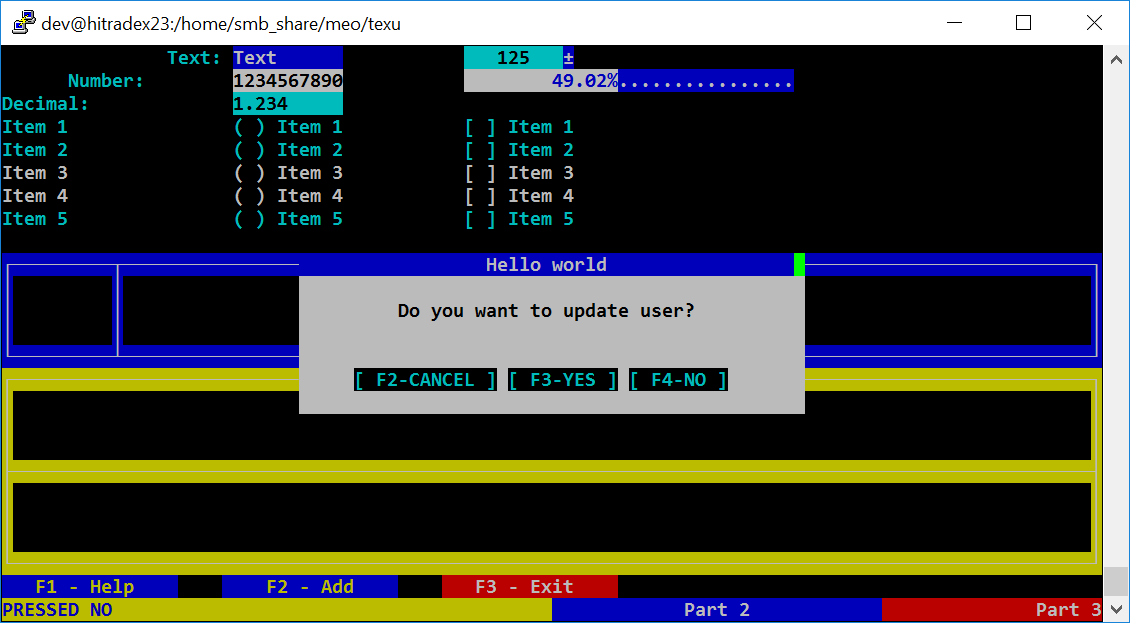 dev@hitradex23:/home/smb_share/meo/texu
Text: Text 125 ±
Number: 1234567890 49.02%................
Decimal: 1.234
Item 1 ( ) Item 1 [ ] Item 1
Item 2 ( ) Item 2 [ ] Item 2
Item 3 ( ) Item 3 [ ] Item 3
Item 4 ( ) Item 4 [ ] Item 4
Item 5 ( ) Item 5 [ ] Item 5
Hello world
Do you want to update user?
[ F2-CANCEL ] [ F3-YES ] [ F4-NO ]
F1 - Help F2 - Add F3 - Exit
PRESSED NO Part 2 Part 3